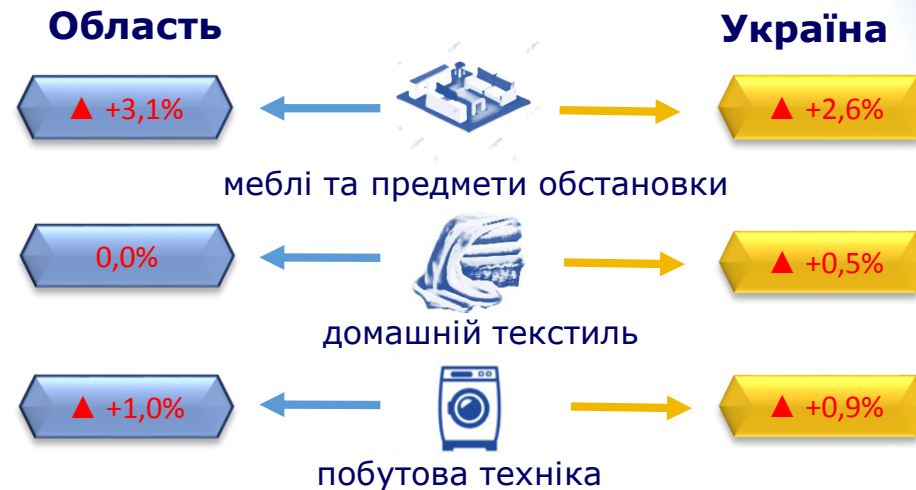 Область
Україна
▲ +3,1%
▲ +2,6%
меблі та предмети обстановки
0,0%
▲ +0,5%
домашній текстиль
▲ +1,0%
▲ +0,9%
побутова техніка